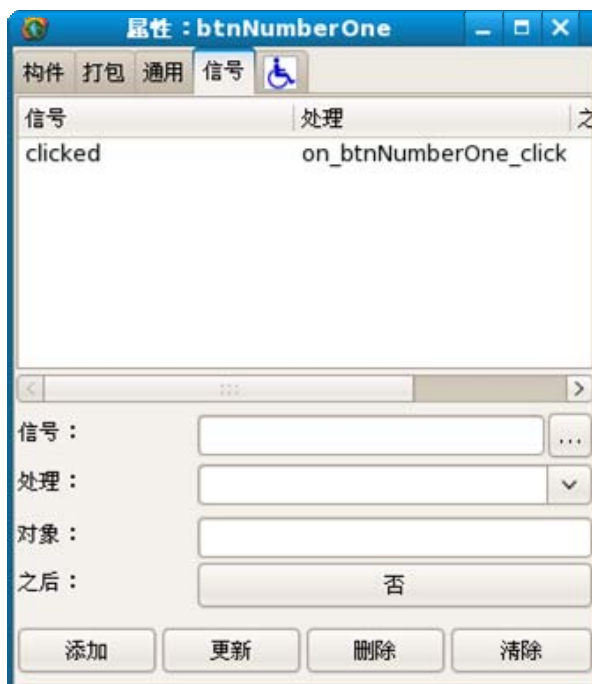 属性：btnNumberOne
构件 打包 通用 信号
信号 处理 之
clicked on_btnNumberOne_click
信号：
...
处理：
对象：
之后： 否
添加 更新 删除 清除